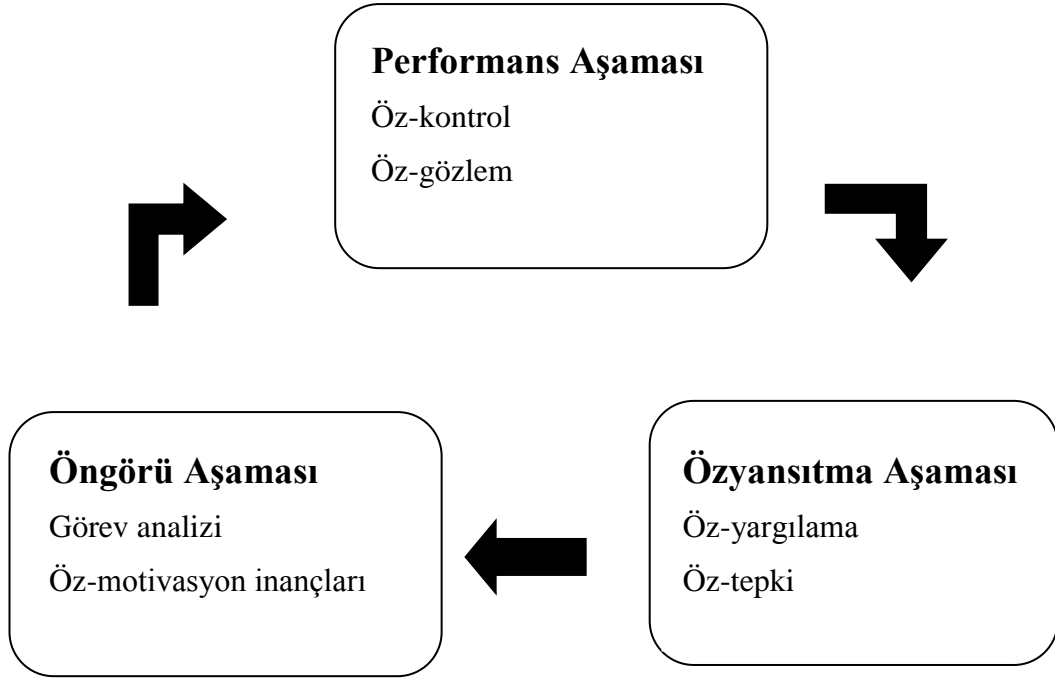 Performans Aşaması
Öz-kontrol
Öz-gözlem
Öngörü Aşaması
Görev analizi
Öz-motivasyon inançları
Özyansıtma Aşaması
Öz-yargılama
Öz-tepki